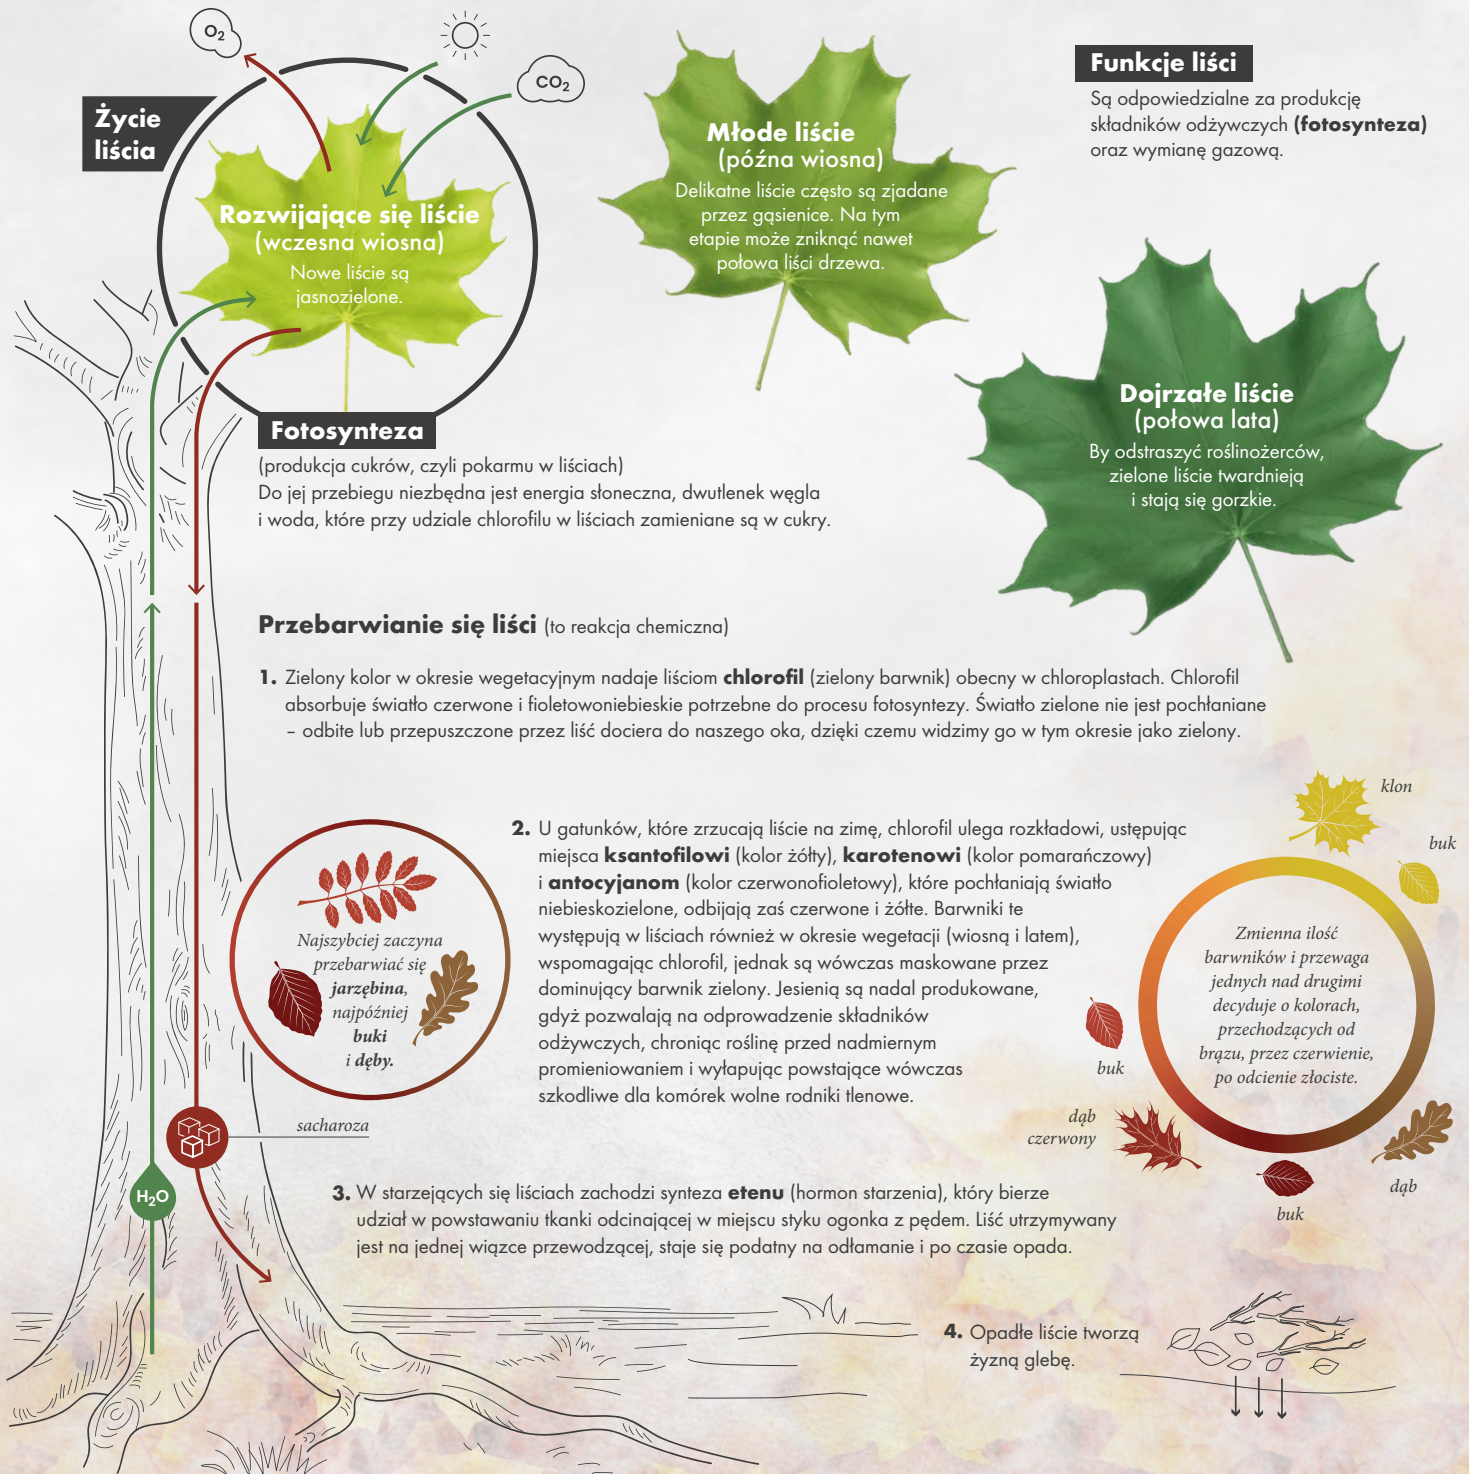 O2
CO2
Życie
liścia
Rozwijające się liście
(wczesna wiosna)
Nowe liście są
jasnozielone.
Młode liście
(późna wiosna)
Delikatne liście często są zjadane
przez gąsienice. Na tym
etapie może zniknąć nawet
połowa liści drzewa.
Funkcje liści
Są odpowiedzialne za produkcję
składników odżywczych (fotosynteza)
oraz wymianę gazową.
Dojrzałe liście
(połowa lata)
By odstraszyć roślinożerców,
zielone liście twardnieją
i stają się gorzkie.
Fotosynteza
(produkcja cukrów, czyli pokarmu w liściach)
Do jej przebiegu niezbędna jest energia słoneczna, dwutlenek węgla
i woda, które przy udziale chlorofilu w liściach zamieniane są w cukry.
Przebarwianie się liści (to reakcja chemiczna)
1. Zielony kolor w okresie wegetacyjnym nadaje liściom chlorofil (zielony barwnik) obecny w chloroplastach. Chlorofil
absorbuje światło czerwone i fioletowoniebieskie potrzebne do procesu fotosyntezy. Światło zielone nie jest pochłaniane
– odbite lub przepuszczone przez liść dociera do naszego oka, dzięki czemu widzimy go w tym okresie jako zielony.
Najszybciej zaczyna
przebarwiać się
jarzębina,
najpóźniej
buki
i dęby.
2. U gatunków, które zrzucają liście na zimę, chlorofil ulega rozkładowi, ustępując
miejsca ksantofilowi (kolor żółty), karotenowi (kolor pomarańczowy)
i antocyjanom (kolor czerwonofioletowy), które pochłaniają światło
niebieskozielone, odbijają zaś czerwone i żółte. Barwniki te
występują w liściach również w okresie wegetacji (wiosną i latem),
wspomagając chlorofil, jednak są wówczas maskowane przez
dominujący barwnik zielony. Jesienią są nadal produkowane,
gdyż pozwalają na odprowadzenie składników
odżywczych, chroniąc roślinę przed nadmiernym
promieniowaniem i wyłapując powstające wówczas
szkodliwe dla komórek wolne rodniki tlenowe.
klon
buk
Zmienna ilość
barwników i przewaga
jednych nad drugimi
decyduje o kolorach,
przechodzących od
brązu, przez czerwienie,
po odcienie złociste.
buk
dąb
czerwony
buk
dąb
sacharoza
H2O
3. W starzejących się liściach zachodzi synteza etenu (hormon starzenia), który bierze
udział w powstawaniu tkanki odcinającej w miejscu styku ogonka z pędem. Liść utrzymywany
jest na jednej wiązce przewodzącej, staje się podatny na odłamanie i po czasie opada.
4. Opadłe liście tworzą
żyzną glebę.